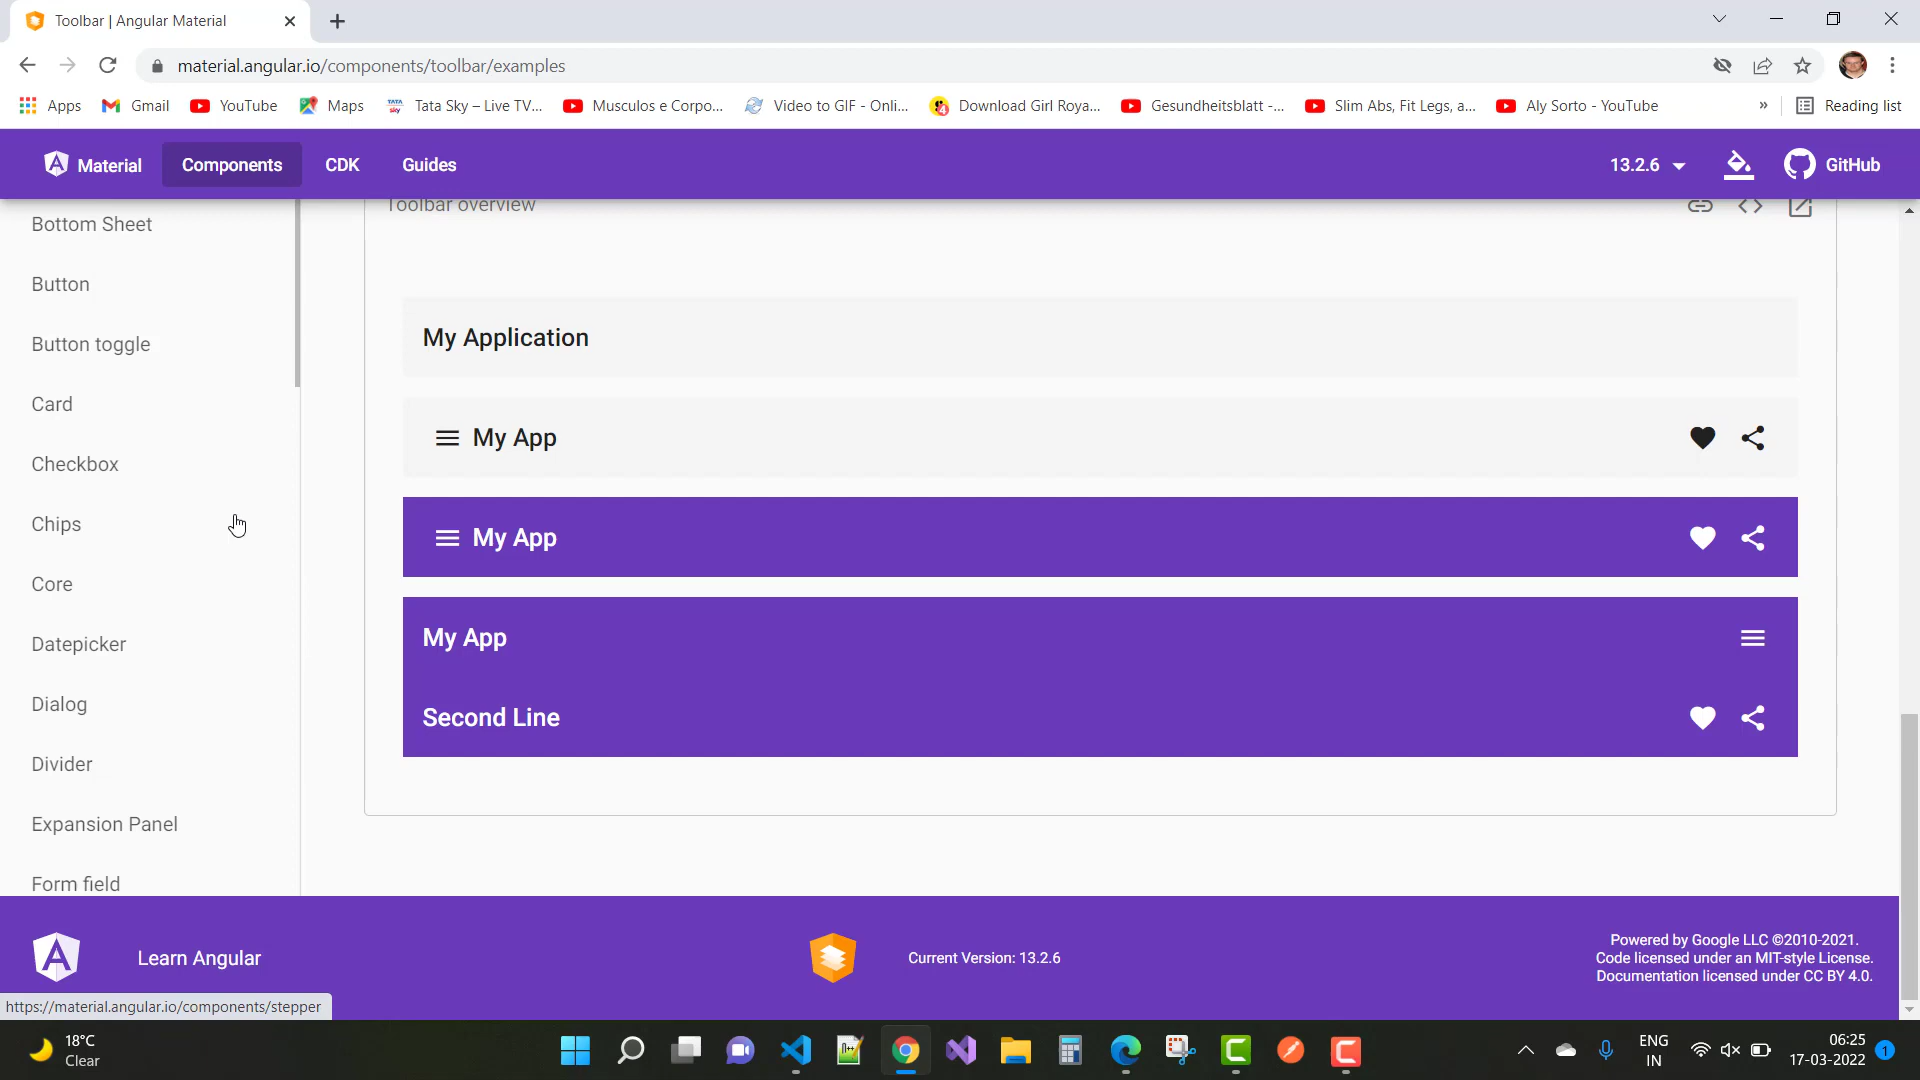 Toolbar | Angular Material
material.angular.io/components/toolbar/examples
Apps
Gmail
YouTube
Maps
Tata Sky – Live TV...
Musculos e Corpo...
Video to GIF - Onli...
Download Girl Roya...
Gesundheitsblatt -...
Slim Abs, Fit Legs, a...
Aly Sorto - YouTube
»
Reading list
Material
Components
CDK
Guides
13.2.6
GitHub
Bottom Sheet
Button
Button toggle
Card
Checkbox
Chips
Core
Datepicker
Dialog
Divider
Expansion Panel
Form field
Toolbar overview
My Application
My App
My App
My App
Second Line
Learn Angular
Current Version: 13.2.6
Powered by Google LLC ©2010-2021.
Code licensed under an MIT-style License.
Documentation licensed under CC BY 4.0.
https://material.angular.io/components/stepper
18°C
Clear
ENG
IN
06:25
17-03-2022
1